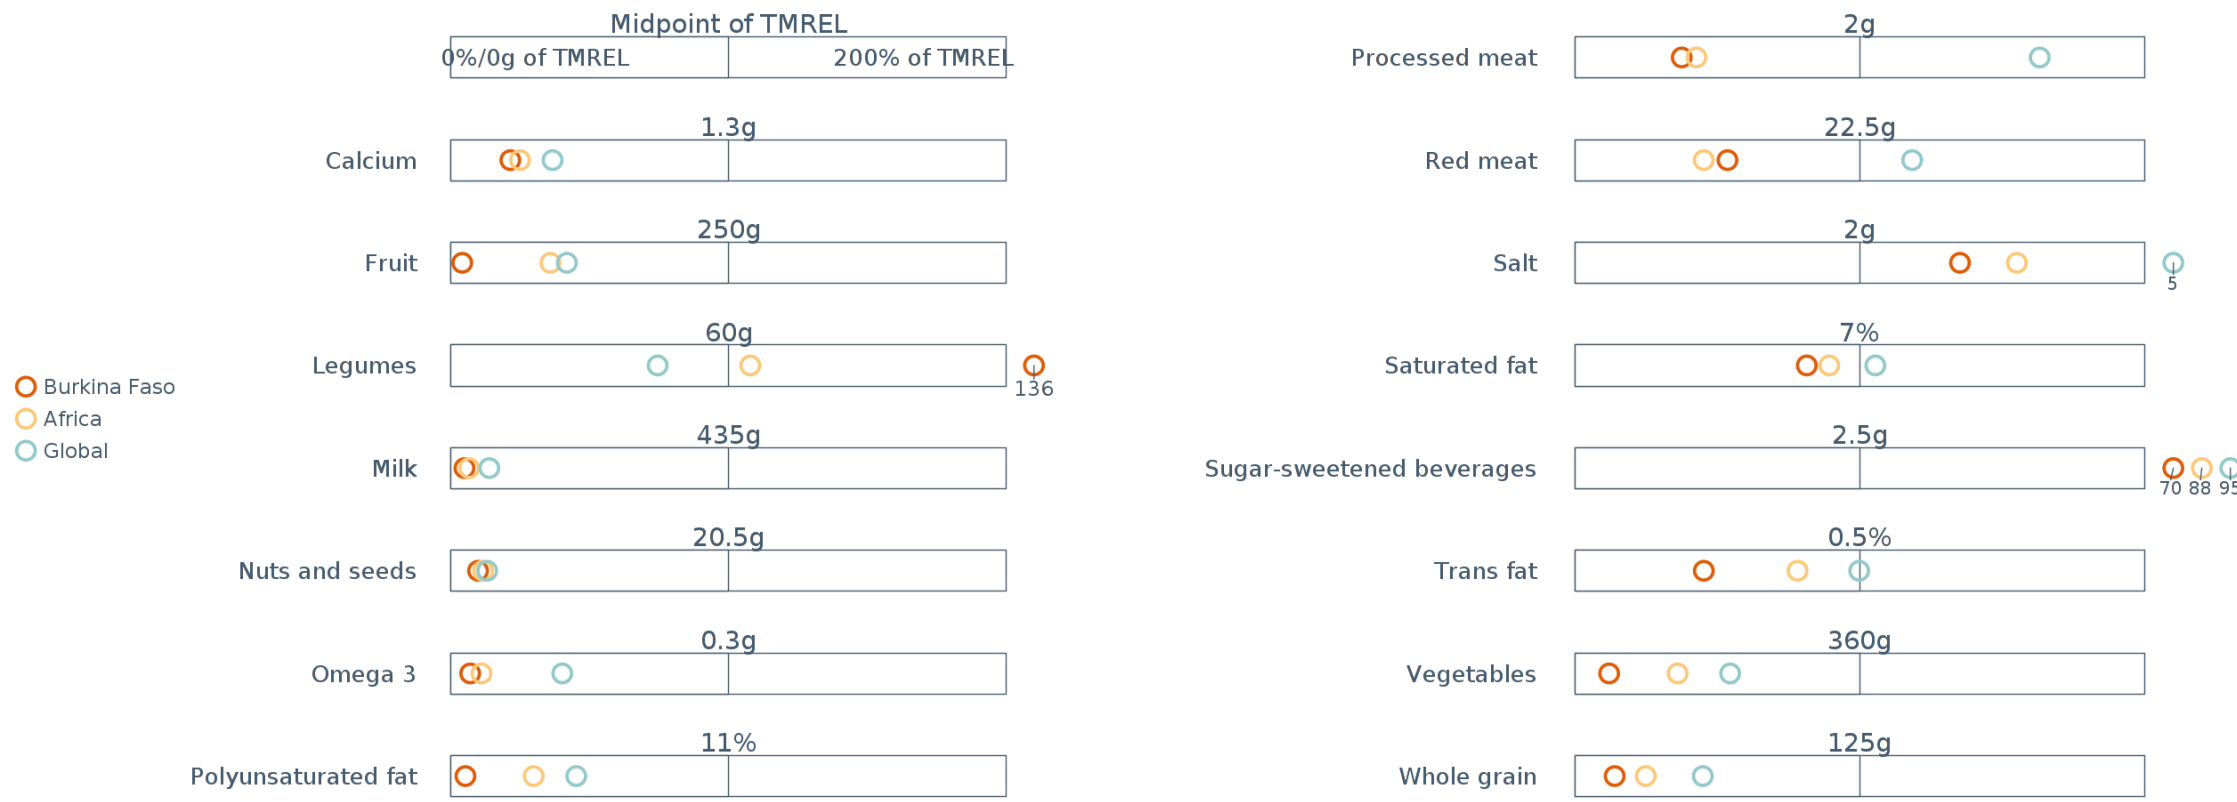 Midpoint of TMREL
0%/0g of TMREL
200% of TMREL
Calcium
1.3g
Fruit
250g
Legumes
60g
136
Milk
435g
Nuts and seeds
20.5g
Omega 3
0.3g
Polyunsaturated fat
11%
Burkina Faso
Africa
Global
Processed meat
2g
Red meat
22.5g
Salt
2g
5
Saturated fat
7%
Sugar-sweetened beverages
2.5g
70 88 95
Trans fat
0.5%
Vegetables
360g
Whole grain
125g